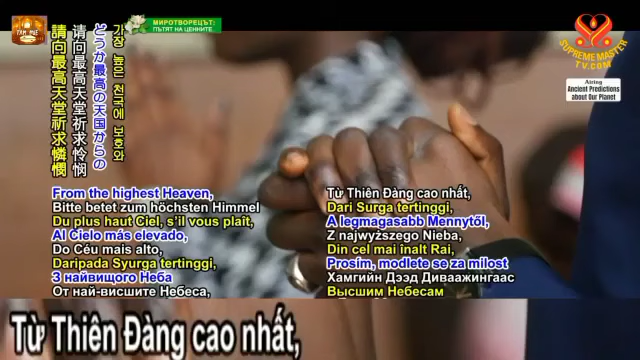 МИРОТВОРЕЦЪТ:
ПЪТЯТ НА ЦЕННИТЕ
SUPREME MASTER
TV.COM
Airing
Ancient Predictions
about Our Planet
가장 높은 천국에 보호와
どうか最高の天国からの
请向最高天堂祈求怜悯
請向最高天堂祈求憐憫
From the highest Heaven,
Bitte betet zum höchsten Himmel
Du plus haut Ciel, s'il vous plaît,
Al Cielo más elevado,
Do Céu mais alto,
Daripada Syurga tertinggi,
З найвищого Неба
От най-висшите Небеса,
Từ Thiên Đàng cao nhất,
Dari Surga tertinggi,
A legmagasabb Mennytől,
Z najwyższego Nieba,
Din cel mai înalt Rai,
Prosím, modlete se za milost
Хамгийн Дээд Диваажингаас
Высшим Небесам
Từ Thiên Đàng cao nhất,